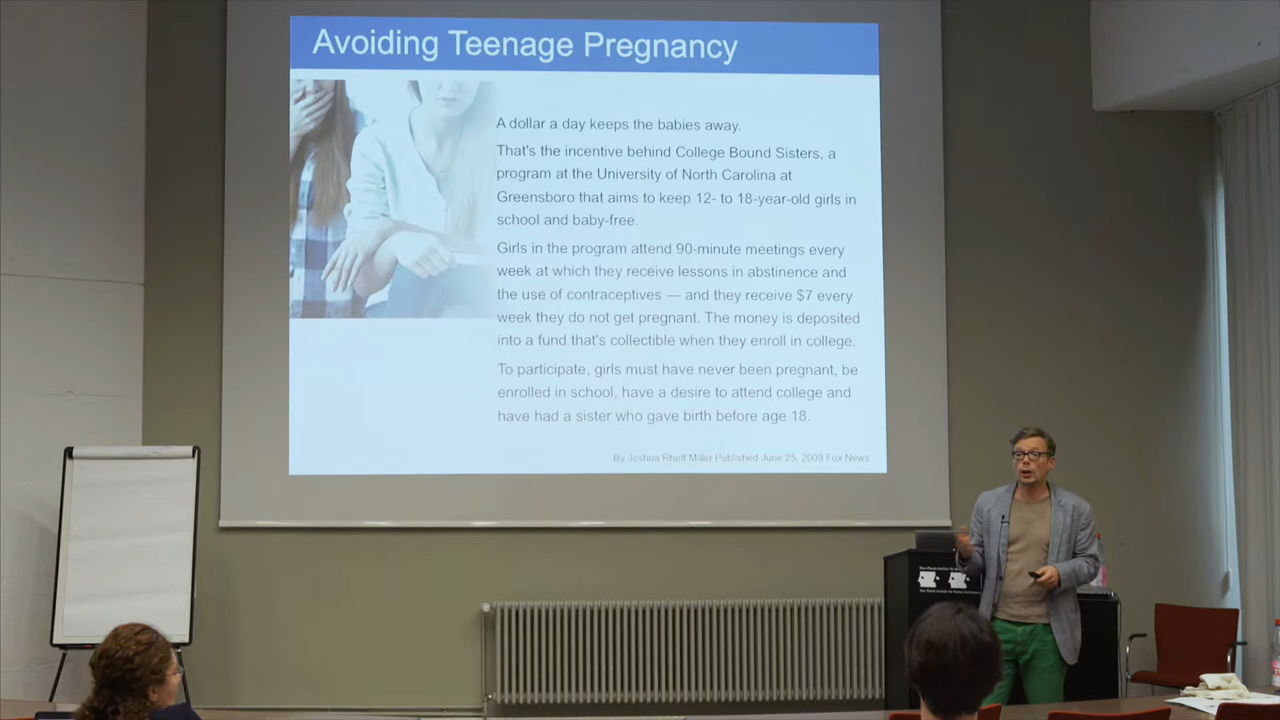 Avoiding Teenage Pregnancy
A dollar a day keeps the babies away.
That's the incentive behind College Bound Sisters, a
program at the University of North Carolina at
Greensboro that aims to keep 12- to 18-year-old girls in
school and baby-free.
Girls in the program attend 90-minute meetings every
week at which they receive lessons in abstinence and
the use of contraceptives — and they receive $7 every
week they do not get pregnant. The money is deposited
into a fund that's collectible when they enroll in college.
To participate, girls must have never been pregnant, be
enrolled in school, have a desire to attend college and
have had a sister who gave birth before age 18.
By Joshua Rhett Miller Published June 25, 2009 Fox News